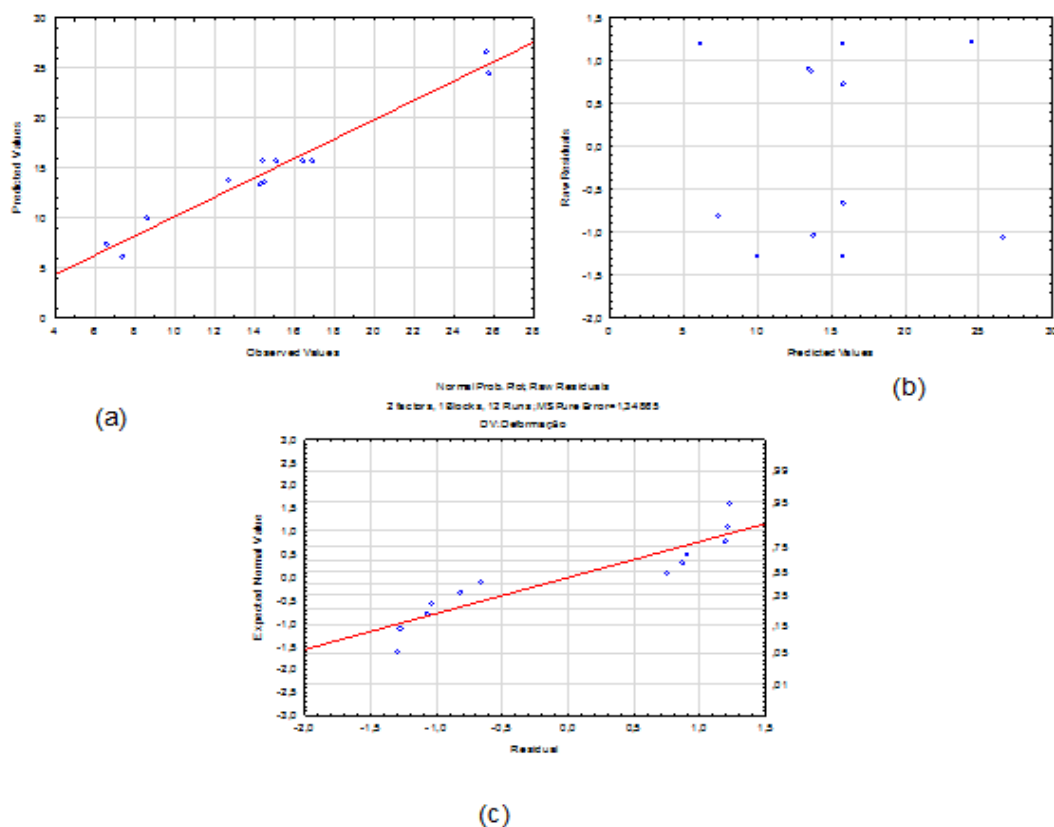 30
25
20
15
10
5
0
4 6 8 10 12 14 16 18 20 22 24 26 28
Predicted Values
Observed Values
(a)
1,5
1,0
0,5
0,0
-0,5
-1,0
-1,5
-2,0
0 5 10 15 20 25 30
Raw Residuals
Predicted Values
(b)
Normal Prob. Plot; Raw Residuals
2 factors, 1 Blocks, 12 Runs; MS Pure Error=1,34665
DV: Deformação
3,0
2,5
2,0
1,5
1,0
0,5
0,0
-0,5
-1,0
-1,5
-2,0
-2,5
-3,0
Expected Normal Value
,99
,95
,75
,55
,25
,15
,05
,01
-2,0 -1,5 -1,0 -0,5 0,0 0,5 1,0 1,5
Residual
(c)